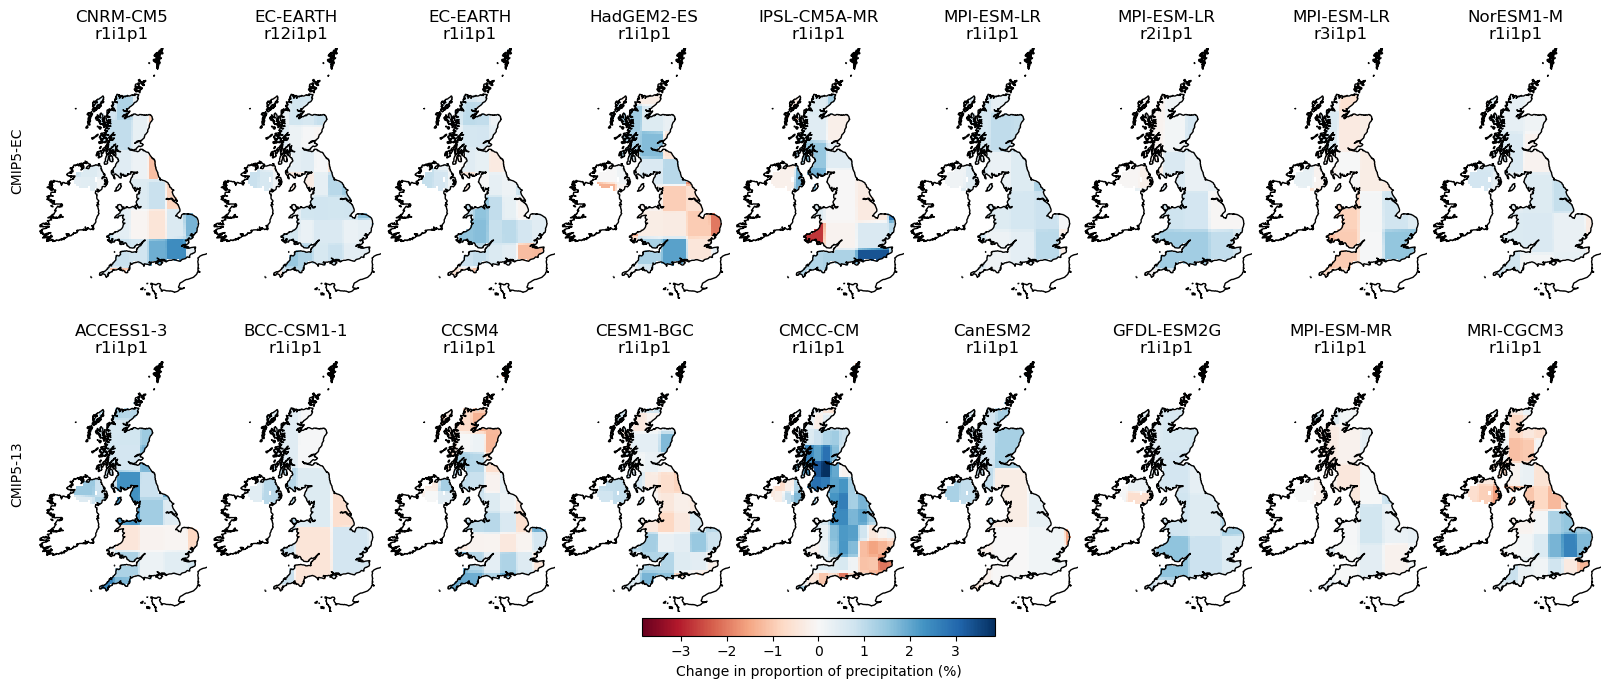 CNRM-CM5 EC-EARTH EC-EARTH HadGEM2-ES IPSL-CM5A-MR MPI-ESM-LR MPI-ESM-LR MPI-ESM-LR NorESM1-M
r1i1p1 r12i1p1 r1i1p1 r1i1p1 r1i1p1 r1i1p1 r2i1p1 r3i1p1 r1i1p1
CMIP5-EC
ACCESS1-3 BCC-CSM1-1 CCSM4 CESM1-BGC CMCC-CM CanESM2 GFDL-ESM2G MPI-ESM-MR MRI-CGCM3
r1i1p1 r1i1p1 r1i1p1 r1i1p1 r1i1p1 r1i1p1 r1i1p1 r1i1p1 r1i1p1
CMIP5-13
−3 −2 −1 0 1 2 3
Change in proportion of precipitation (%)